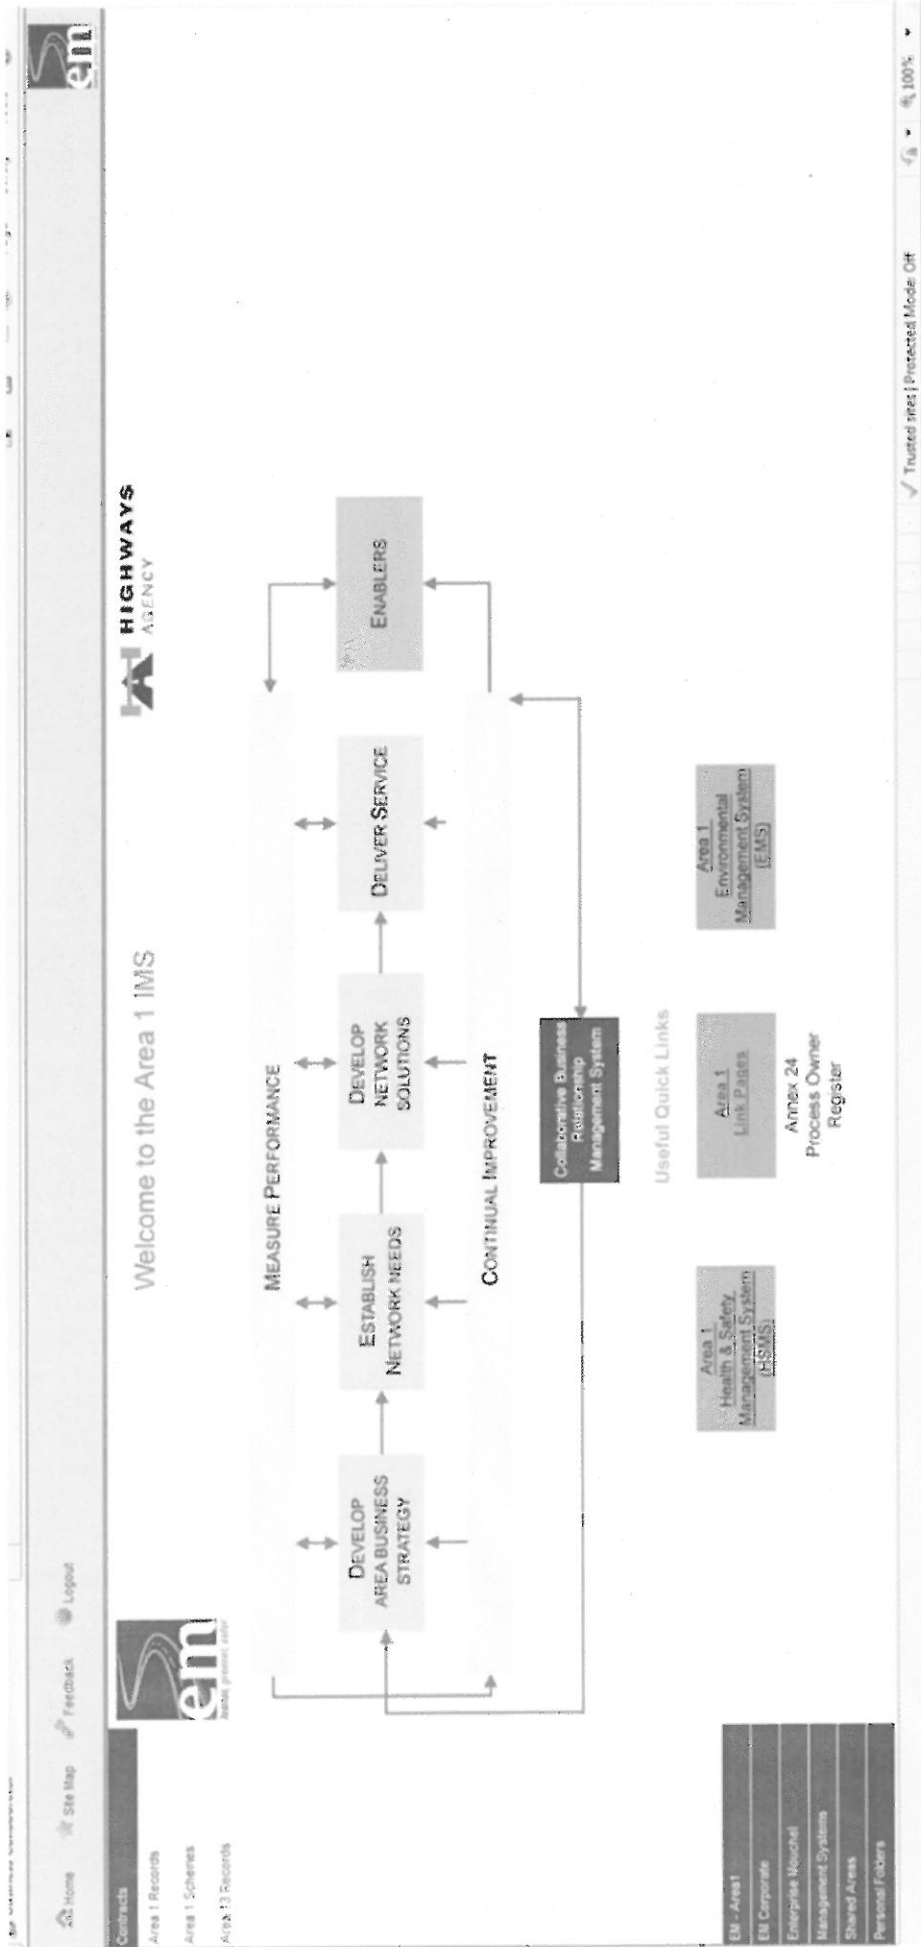 Home
Site Map
Feedback
Logout
em
Contracts
Area 1 Records
Area 1 Schemes
Area 13 Records
em
Welcome to the Area 1 IMS
HIGHWAYS
AGENCY
MEASURE PERFORMANCE
DEVELOP
AREA BUSINESS
STRATEGY
ESTABLISH
NETWORK NEEDS
DEVELOP
NETWORK
SOLUTIONS
DELIVER SERVICE
ENABLERS
CONTINUAL IMPROVEMENT
Collaborative Business
Relationship
Management System
Useful Quick Links
Area 1
Health & Safety
Management System
(HSMS)
Area 1
Link Pages
Area 1
Environmental
Management System
(EMS)
Annex 24
Process Owner
Register
EM - Area1
EM Corporate
Enterprise Mouchel
Management Systems
Shared Areas
Personal Folders
Trusted sites | Protected Mode: Off
100%